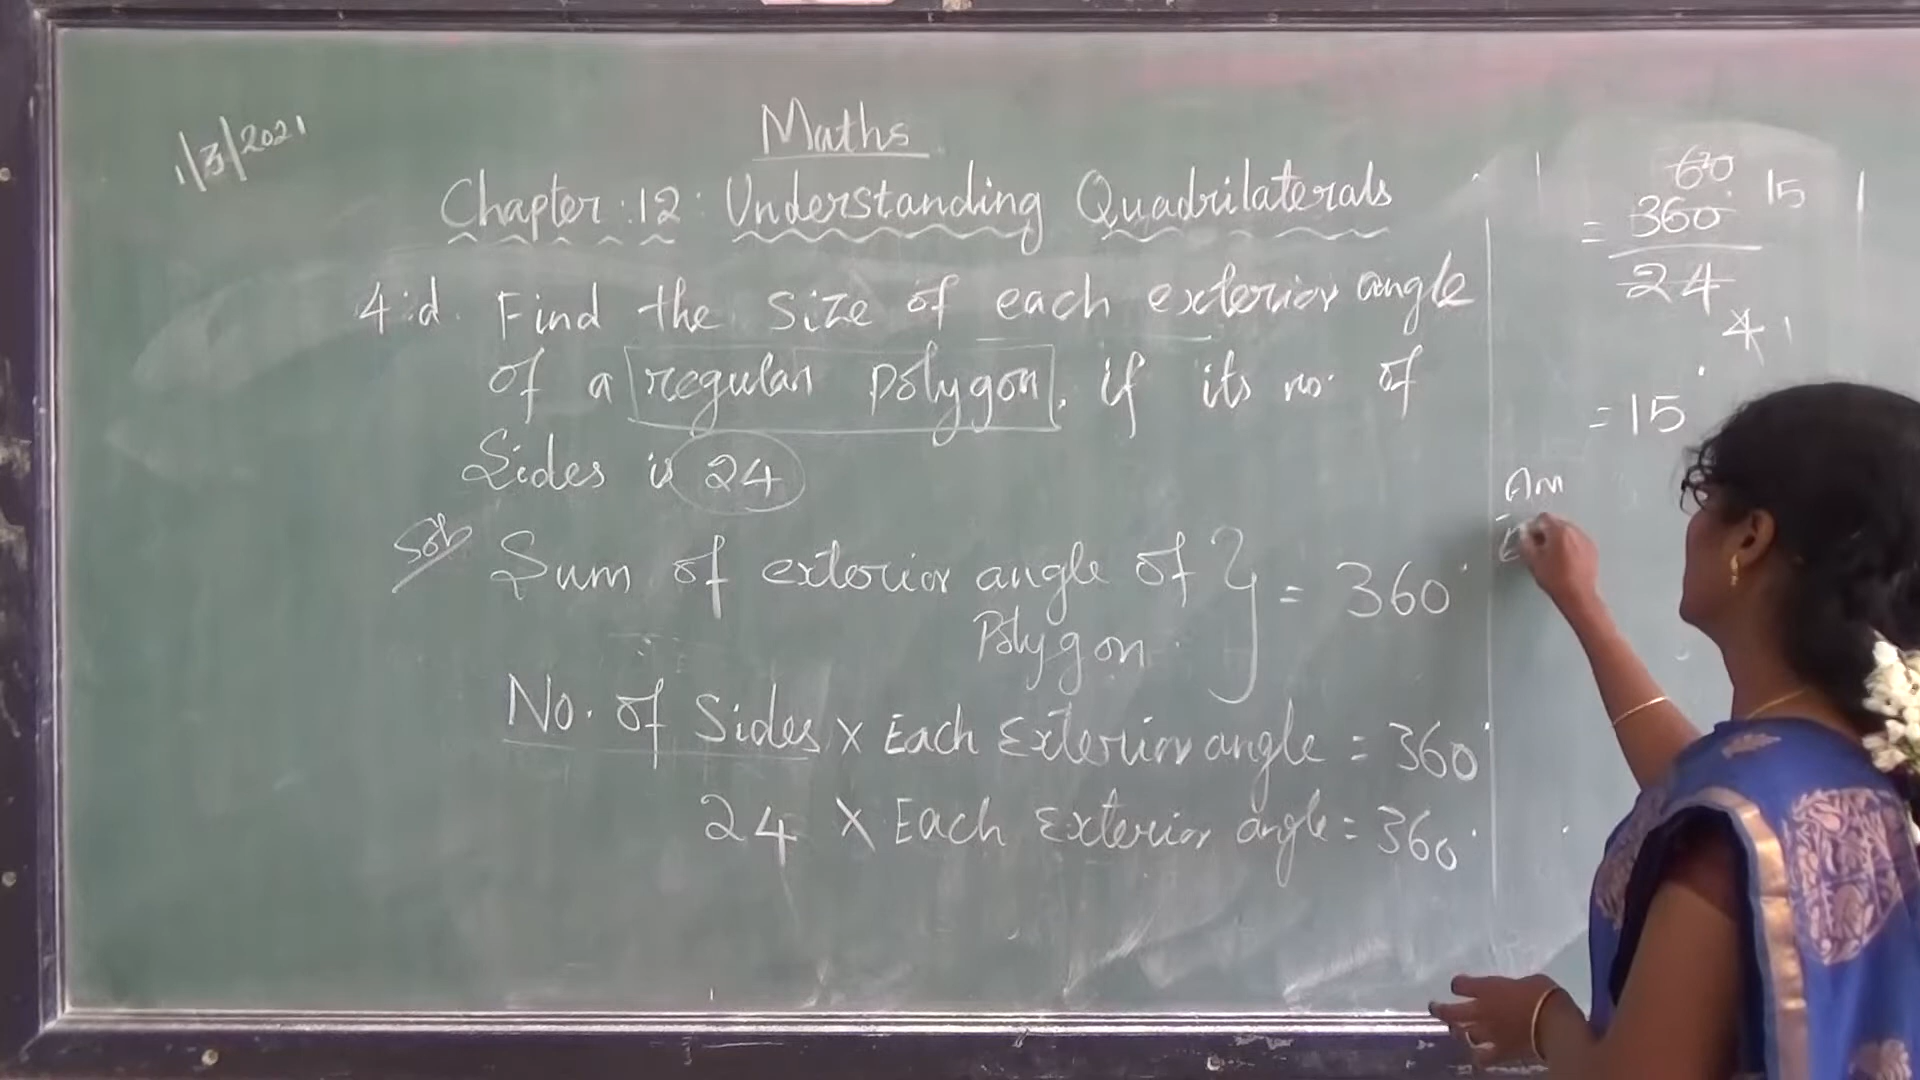 1/3/2021
Maths
Chapter:12: Understanding Quadrilaterals
4.d. Find the size of each exterior angle
of a regular polygon, if its no. of
Sides is 24
Soln
Sum of exterior angle of } = 360°
Polygon.
No. of Sides × Each Exterior angle = 360°
24 × Each Exterior angle = 360°
60 15
= 360°
24
4 1
= 15°
Ans